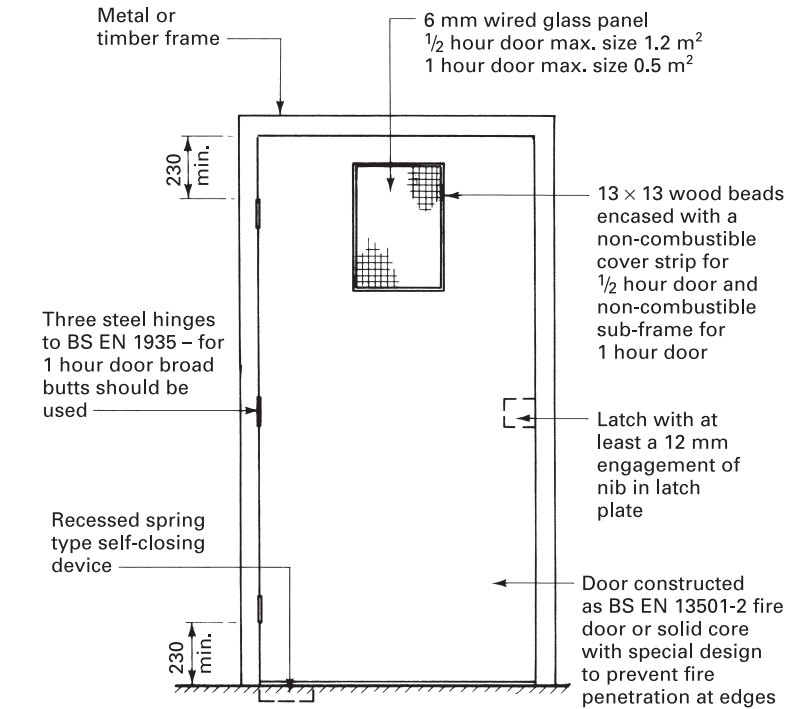 Metal or
timber frame
6 mm wired glass panel
½ hour door max. size 1.2 m²
1 hour door max. size 0.5 m²
230
min.
13 × 13 wood beads
encased with a
non-combustible
cover strip for
½ hour door and
non-combustible
sub-frame for
1 hour door
Three steel hinges
to BS EN 1935 – for
1 hour door broad
butts should be
used
Latch with at
least a 12 mm
engagement of
nib in latch
plate
Recessed spring
type self-closing
device
Door constructed
as BS EN 13501-2 fire
door or solid core
with special design
to prevent fire
penetration at edges
230
min.